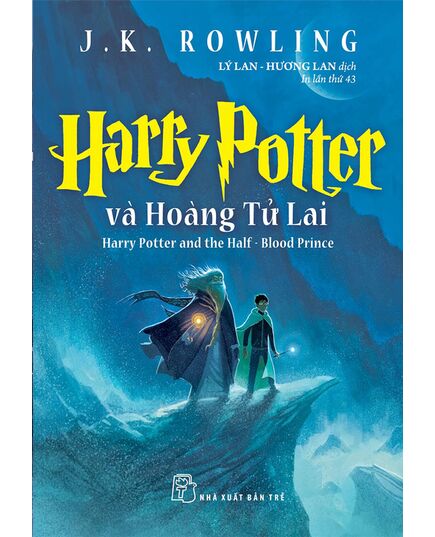 J. K. ROWLING
LÝ LAN - HƯƠNG LAN dịch
In lần thứ 43
Harry Potter
và Hoàng Tử Lai
Harry Potter and the Half - Blood Prince
NHÀ XUẤT BẢN TRẺ